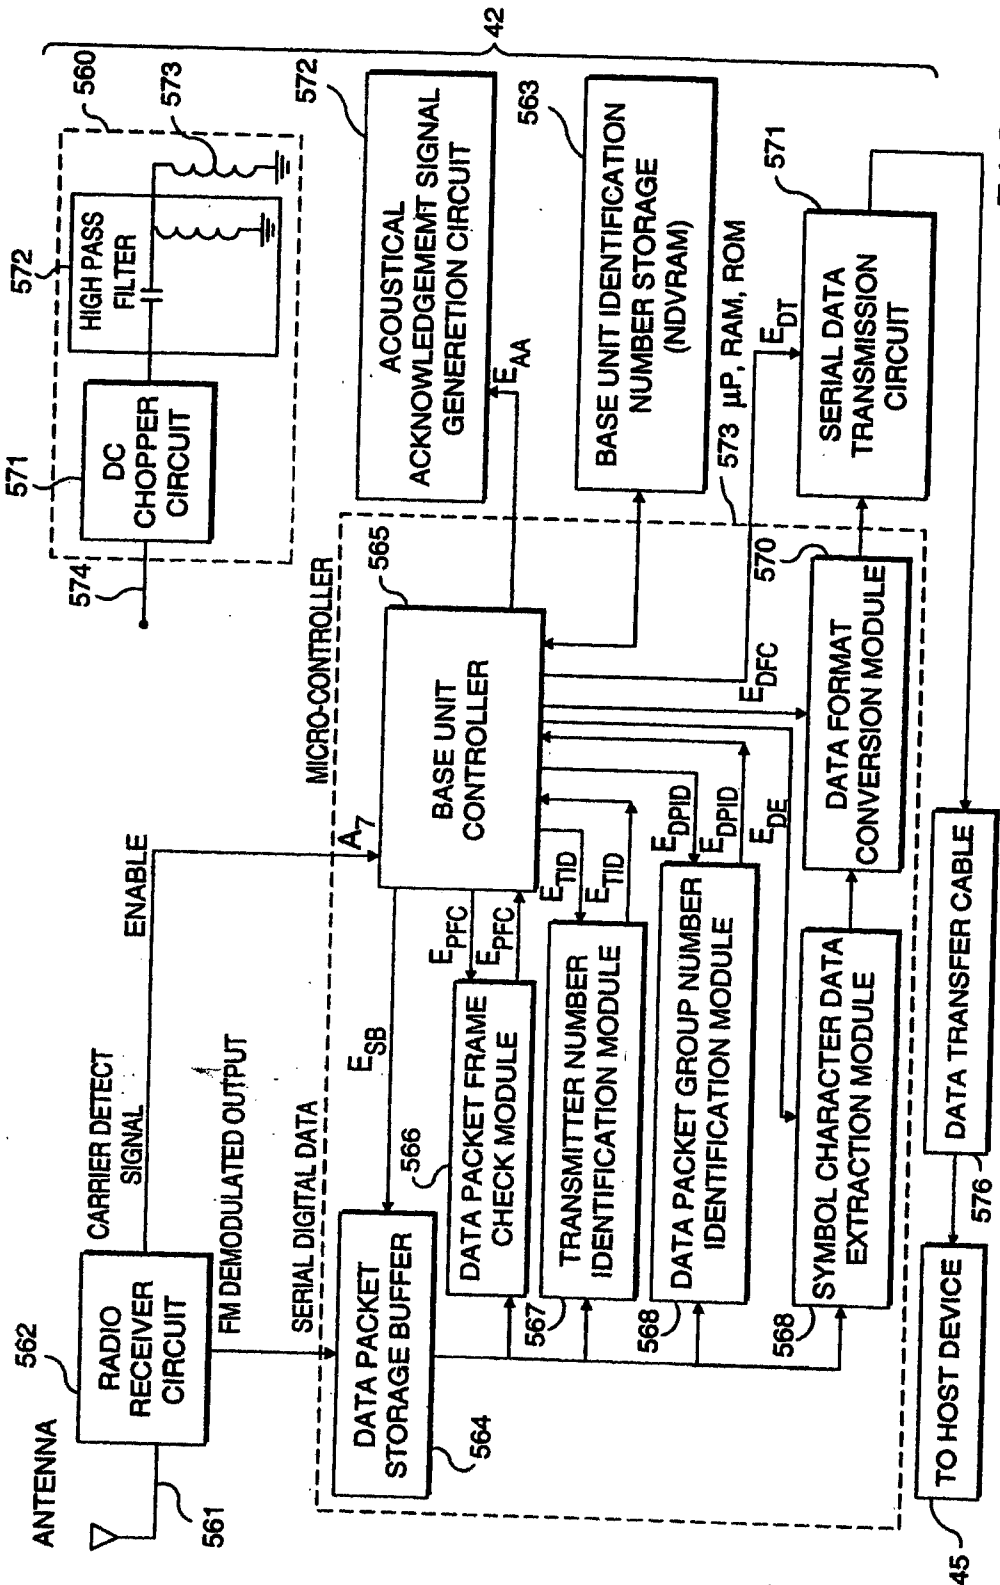 42
560
573
572
HIGH PASS
FILTER
571
DC
CHOPPER
CIRCUIT
574
572
ACOUSTICAL
ACKNOWLEDGEMT SIGNAL
GENERETION CIRCUIT
E_AA
563
BASE UNIT IDENTIFICATION
NUMBER STORAGE
(NDVRAM)
573 µP, RAM, ROM
E_DT
571
SERIAL DATA
TRANSMISSION
CIRCUIT
MICRO-CONTROLLER
565
BASE UNIT
CONTROLLER
A_7
ENABLE
CARRIER DETECT
SIGNAL
FM DEMODULATED OUTPUT
SERIAL DIGITAL DATA
562
RADIO
RECEIVER
CIRCUIT
ANTENNA
561
DATA PACKET
STORAGE BUFFER
564
E_SB
E_PFC
E_PFC
566
DATA PACKET FRAME
CHECK MODULE
E_TID
E_TID
567
TRANSMITTER NUMBER
IDENTIFICATION MODULE
E_DPID
E_DPID
568
DATA PACKET GROUP NUMBER
IDENTIFICATION MODULE
E_DE
568
SYMBOL CHARACTER DATA
EXTRACTION MODULE
E_DFC
570
DATA FORMAT
CONVERSION MODULE
DATA TRANSFER CABLE
576
TO HOST DEVICE
45